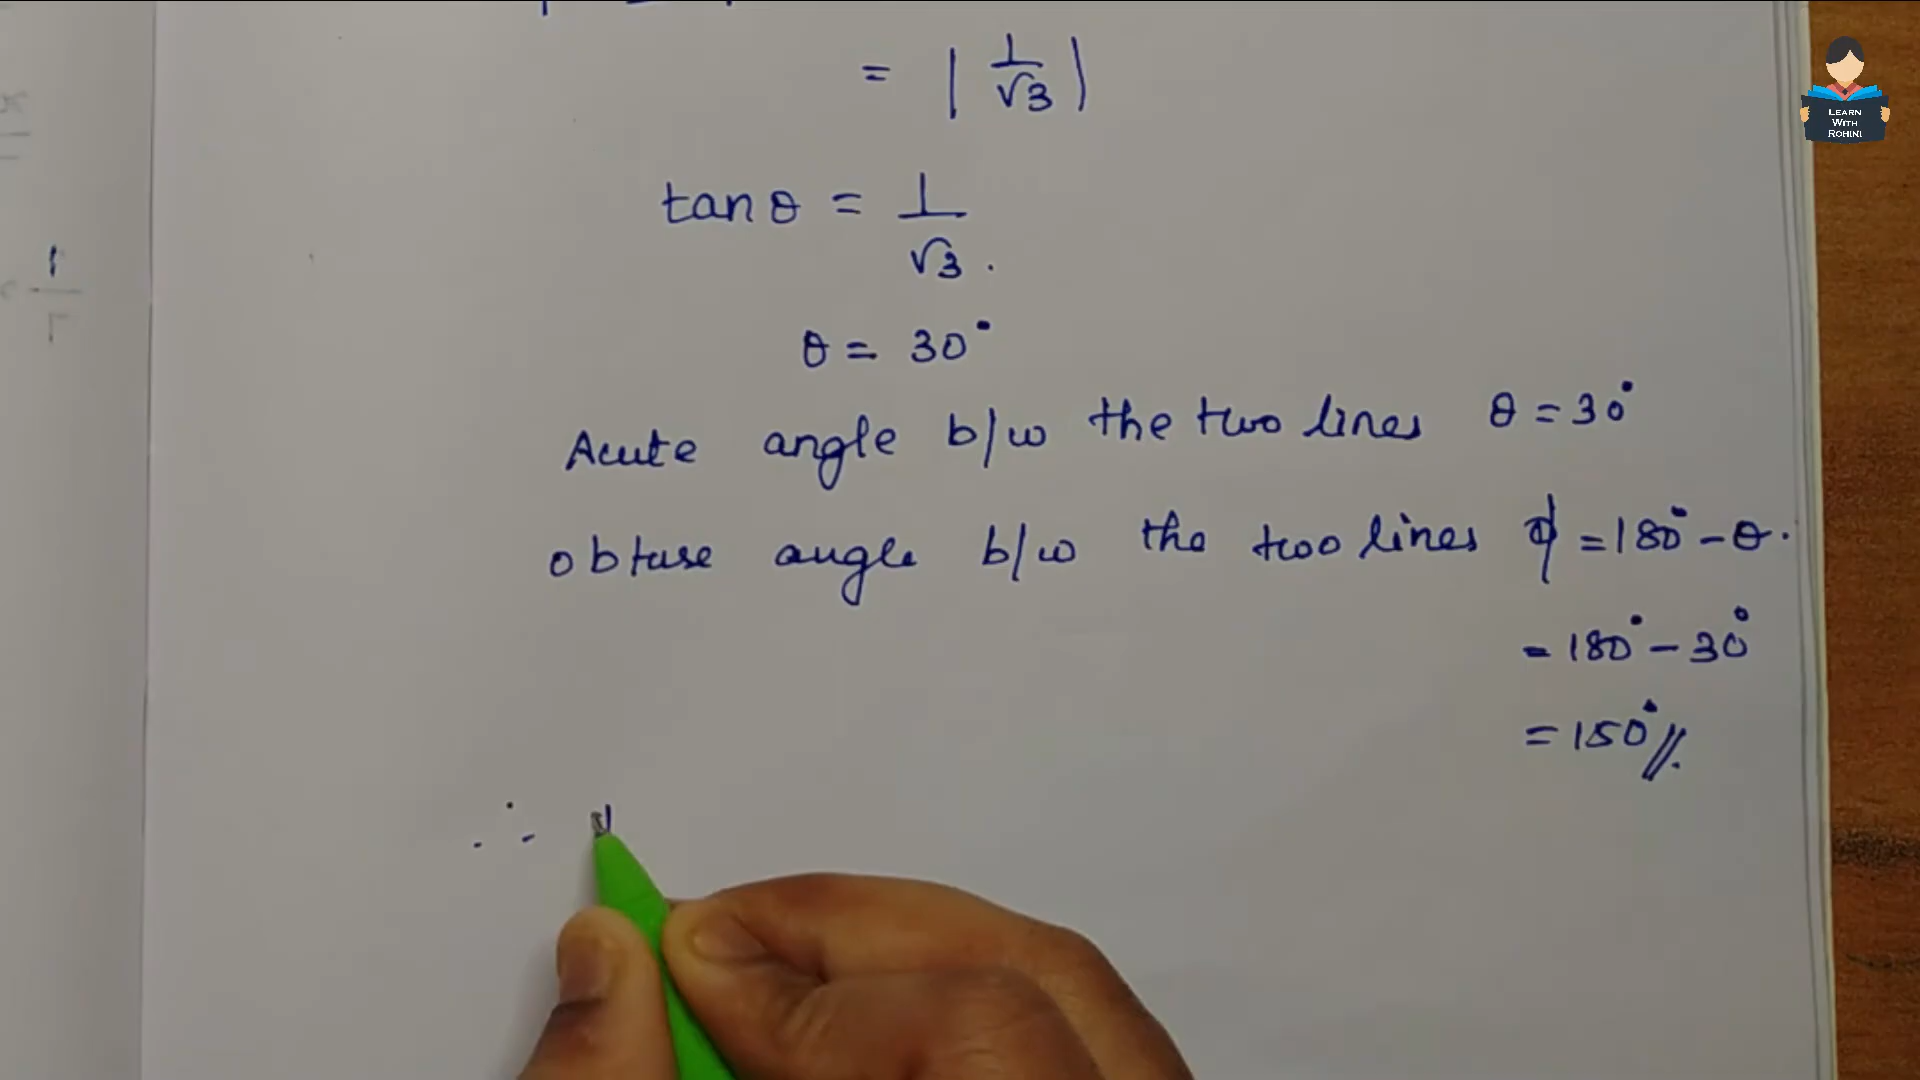 = | 1/√3 |
LEARN
WITH
ROHINI
tan θ = 1/√3.
θ = 30°
Acute angle b/w the two lines θ = 30°
obtuse angle b/w the two lines ϕ = 180° - θ.
= 180° - 30°
= 150° //.
∴